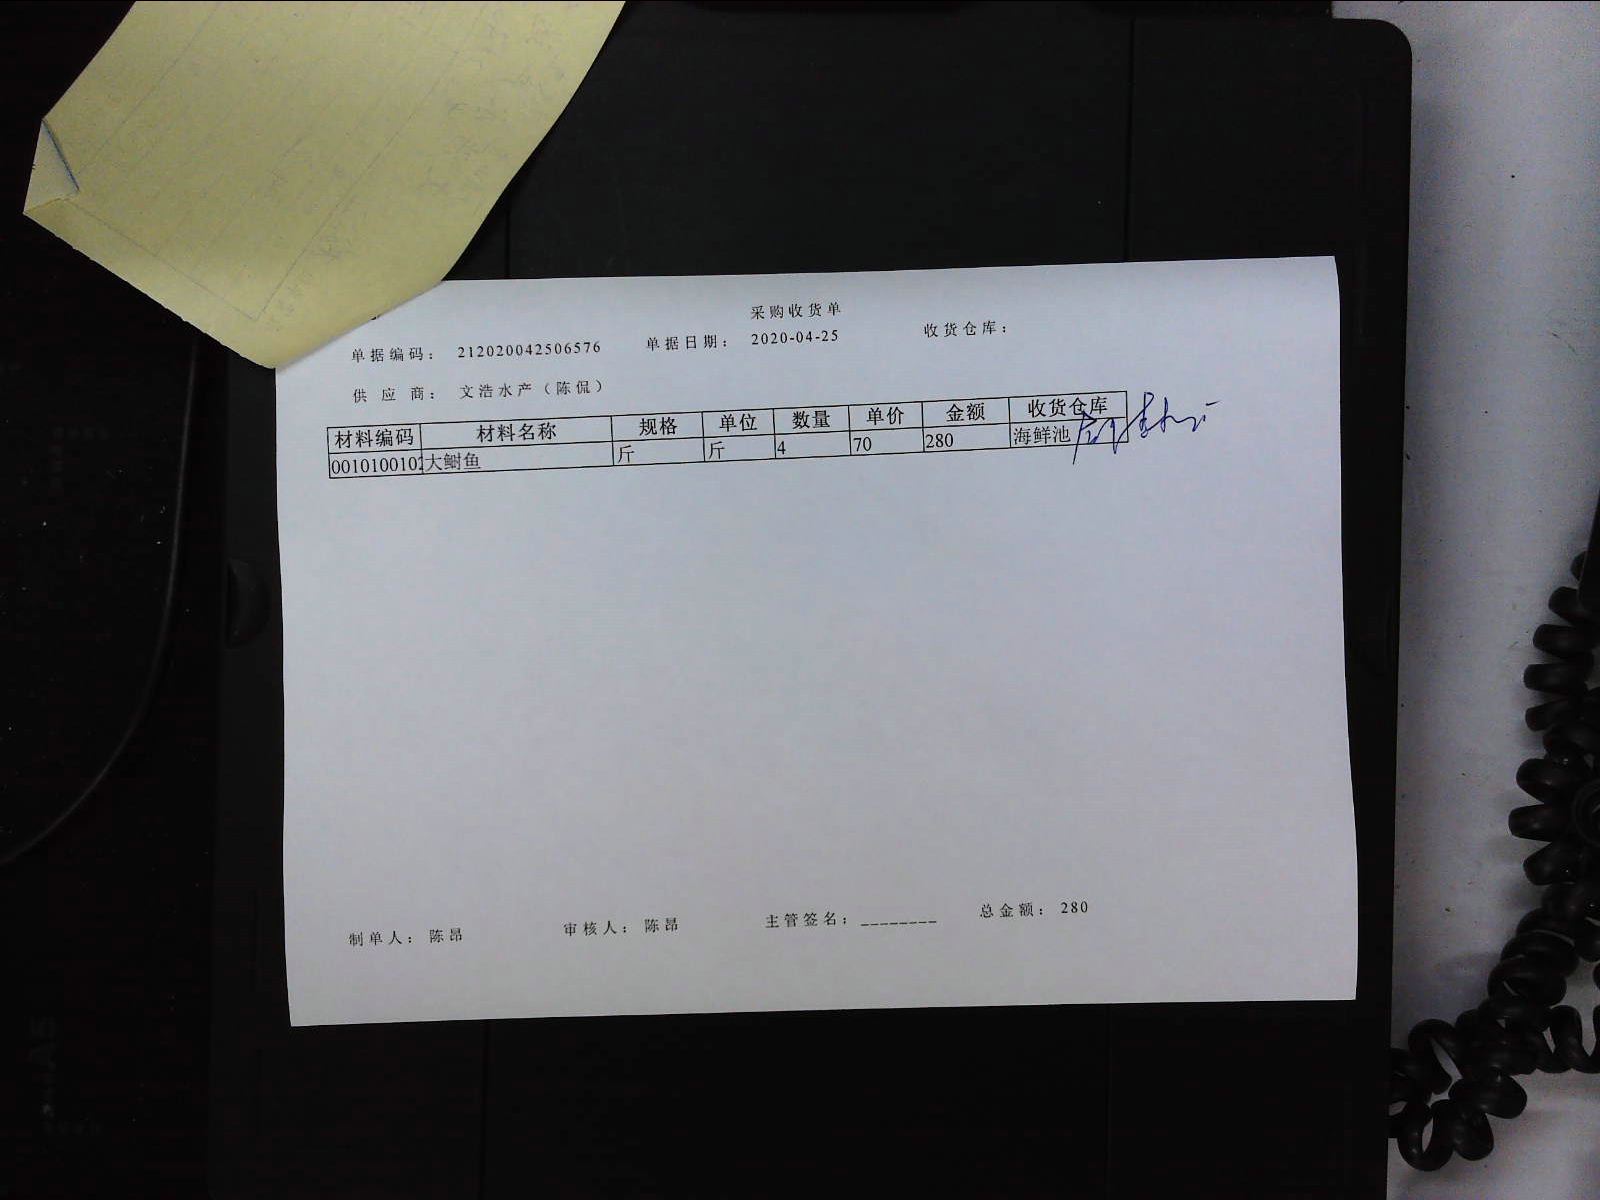 采购收货单
单据编码： 212020042506576 单据日期： 2020-04-25 收货仓库：
供 应 商： 文浩水产（陈侃）
材料编码 材料名称 规格 单位 数量 单价 金额 收货仓库
0010100102 大鲥鱼 斤 斤 4 70 280 海鲜池
制单人： 陈昂 审核人： 陈昂 主管签名：________ 总金额： 280